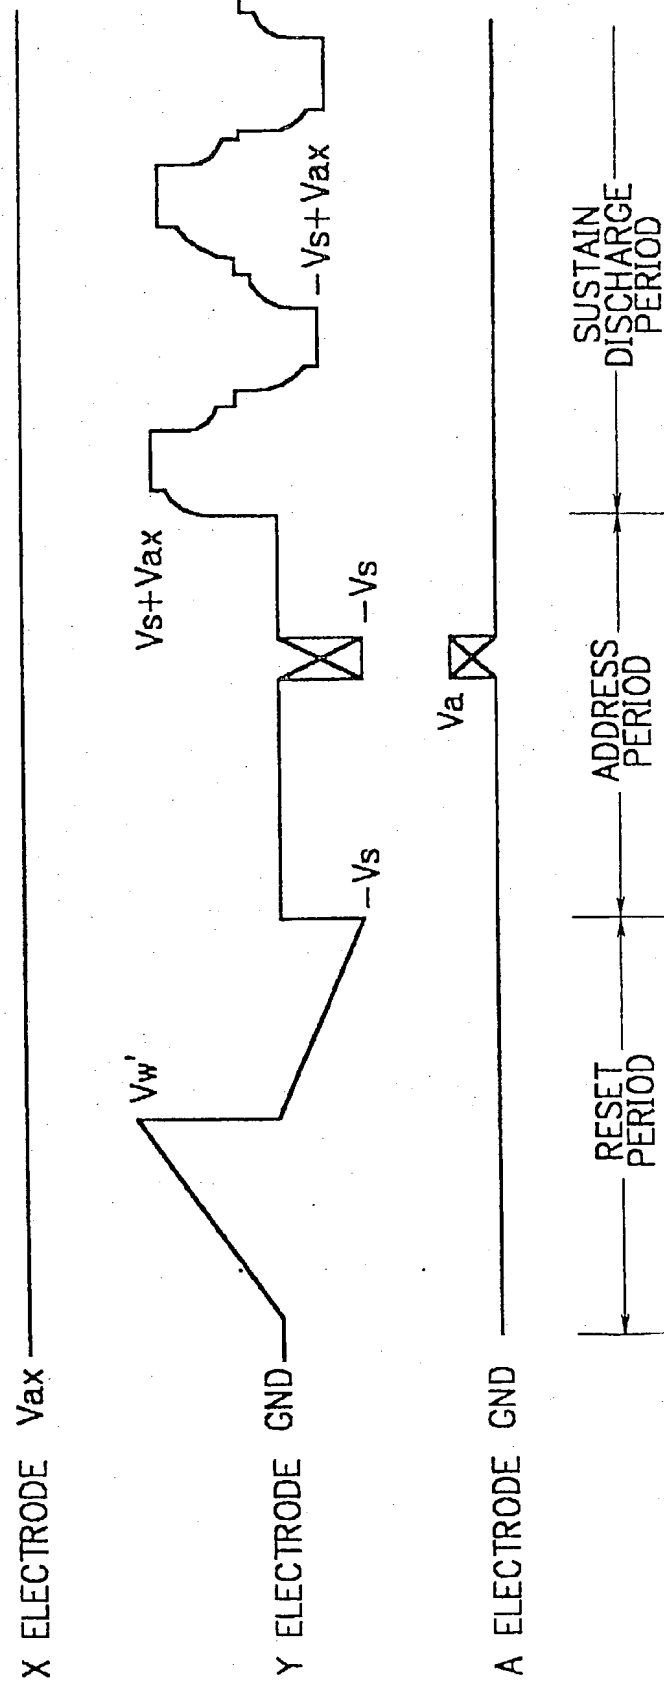 X ELECTRODE Vax
Vw'
Vs+Vax
Y ELECTRODE GND
−Vs
−Vs
−Vs+Vax
Va
A ELECTRODE GND
RESET
PERIOD
ADDRESS
PERIOD
SUSTAIN
DISCHARGE
PERIOD